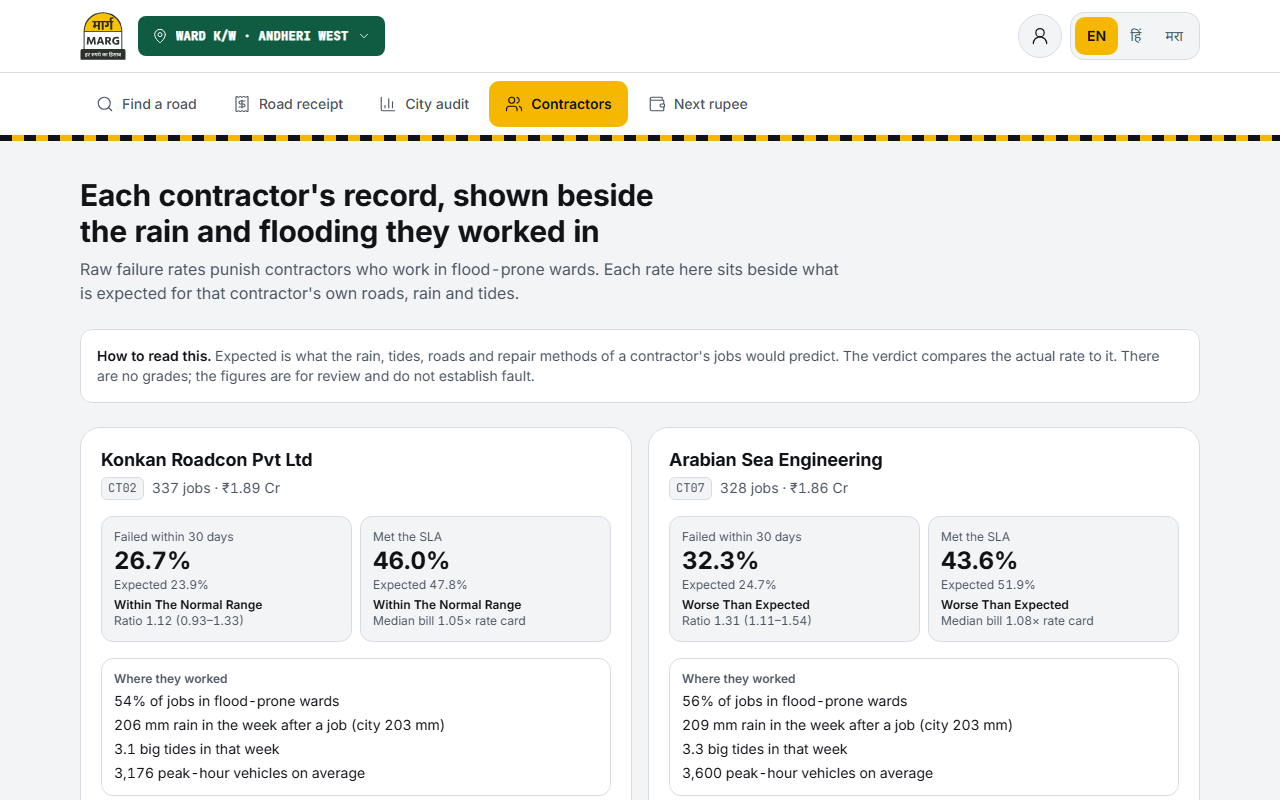 मार्ग
MARG
हर रुपये का हिसाब
WARD K/W · ANDHERI WEST
EN हिं मरा
Find a road Road receipt City audit Contractors Next rupee
Each contractor's record, shown beside
the rain and flooding they worked in
Raw failure rates punish contractors who work in flood-prone wards. Each rate here sits beside what
is expected for that contractor's own roads, rain and tides.
How to read this. Expected is what the rain, tides, roads and repair methods of a contractor's jobs would predict. The verdict compares the actual rate to it. There
are no grades; the figures are for review and do not establish fault.
Konkan Roadcon Pvt Ltd
CT02 337 jobs · ₹1.89 Cr
Failed within 30 days
26.7%
Expected 23.9%
Within The Normal Range
Ratio 1.12 (0.93–1.33)
Met the SLA
46.0%
Expected 47.8%
Within The Normal Range
Median bill 1.05× rate card
Where they worked
54% of jobs in flood-prone wards
206 mm rain in the week after a job (city 203 mm)
3.1 big tides in that week
3,176 peak-hour vehicles on average
Arabian Sea Engineering
CT07 328 jobs · ₹1.86 Cr
Failed within 30 days
32.3%
Expected 24.7%
Worse Than Expected
Ratio 1.31 (1.11–1.54)
Met the SLA
43.6%
Expected 51.9%
Worse Than Expected
Median bill 1.08× rate card
Where they worked
56% of jobs in flood-prone wards
209 mm rain in the week after a job (city 203 mm)
3.3 big tides in that week
3,600 peak-hour vehicles on average